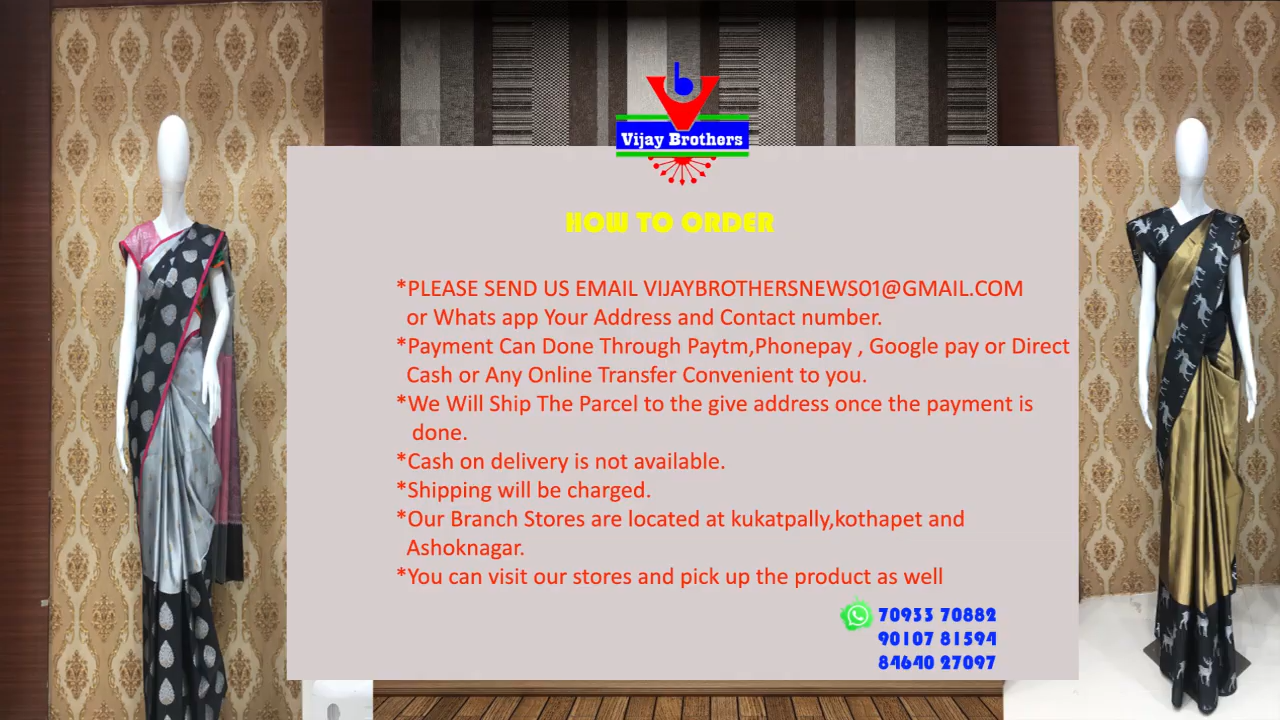 Vijay Brothers
HOW TO ORDER
*PLEASE SEND US EMAIL VIJAYBROTHERSNEWS01@GMAIL.COM
or Whats app Your Address and Contact number.
*Payment Can Done Through Paytm,Phonepay , Google pay or Direct
Cash or Any Online Transfer Convenient to you.
*We Will Ship The Parcel to the give address once the payment is
done.
*Cash on delivery is not available.
*Shipping will be charged.
*Our Branch Stores are located at kukatpally,kothapet and
Ashoknagar.
*You can visit our stores and pick up the product as well
70933 70882
90107 81594
84640 27097